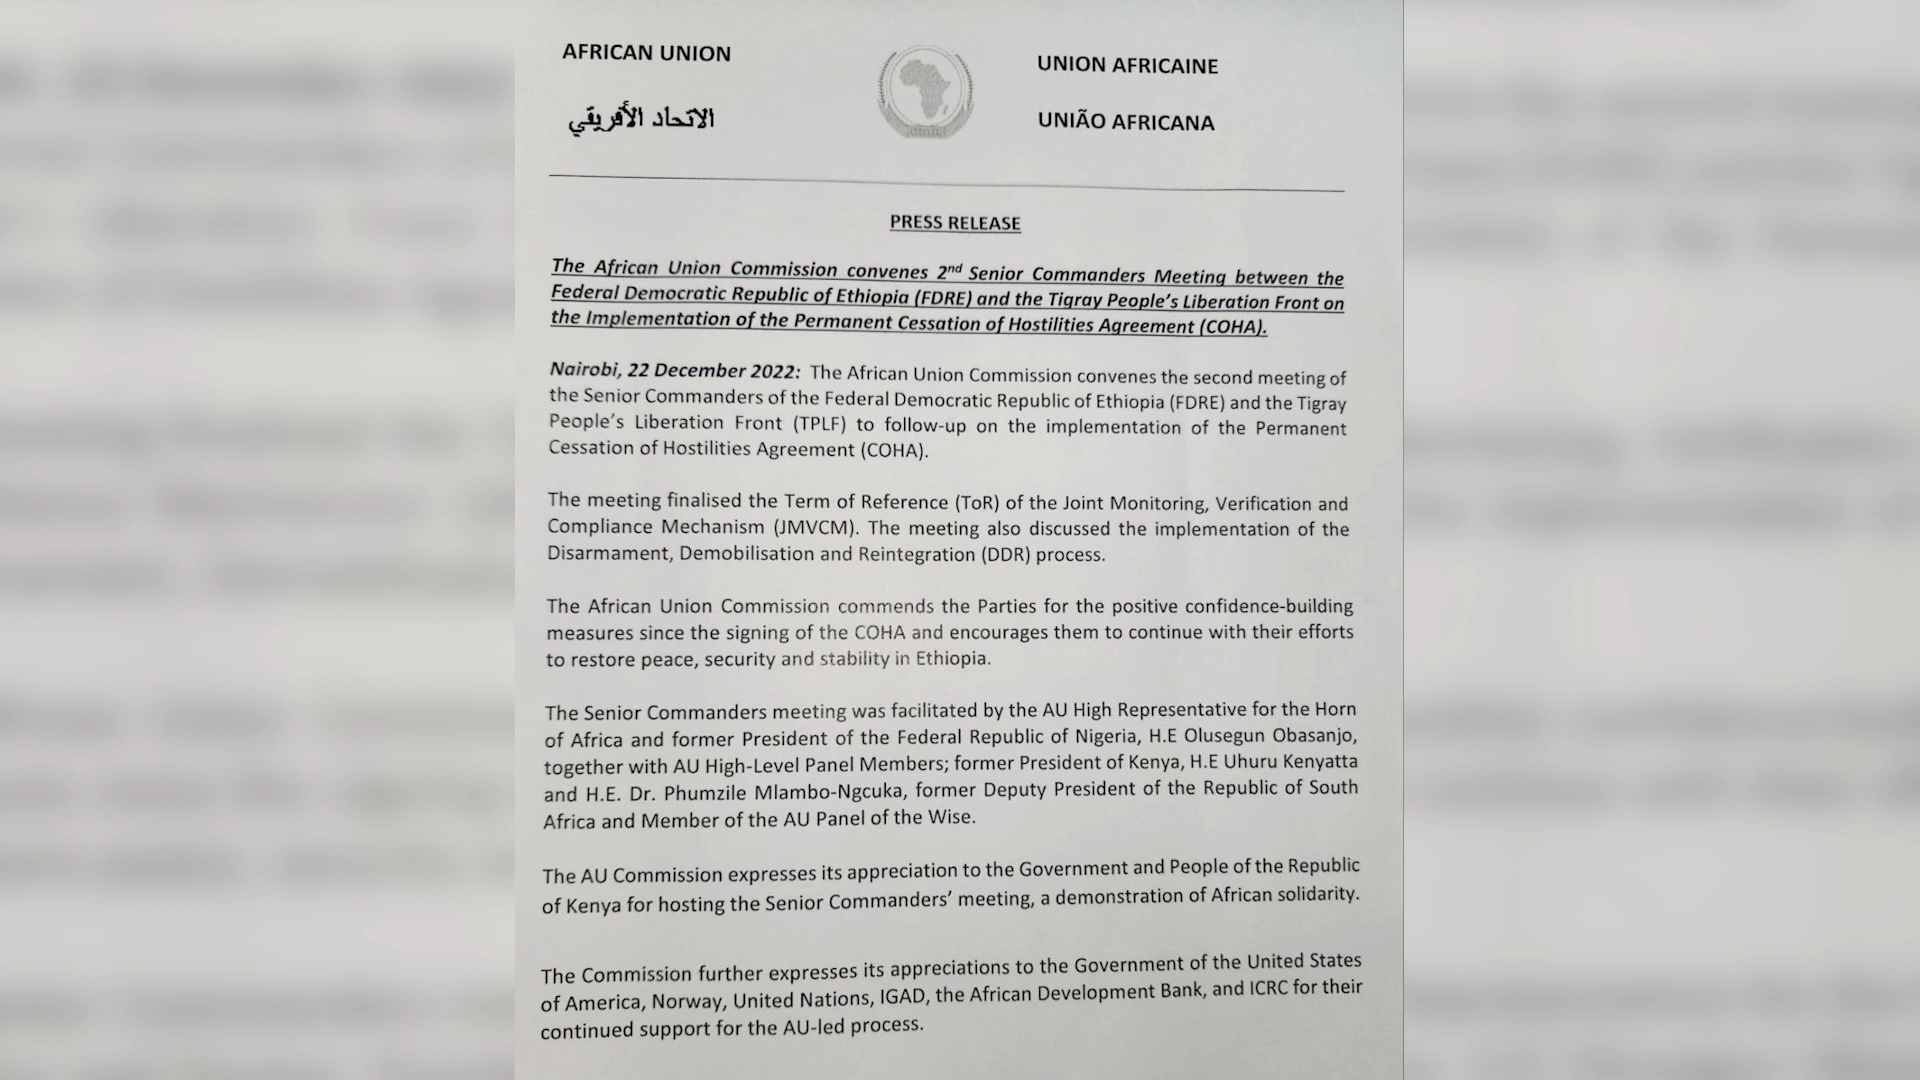 AFRICAN UNION
UNION AFRICAINE
الاتحاد الأفريقي
UNIÃO AFRICANA
PRESS RELEASE
The African Union Commission convenes 2nd Senior Commanders Meeting between the
Federal Democratic Republic of Ethiopia (FDRE) and the Tigray People's Liberation Front on
the Implementation of the Permanent Cessation of Hostilities Agreement (COHA).
Nairobi, 22 December 2022: The African Union Commission convenes the second meeting of
the Senior Commanders of the Federal Democratic Republic of Ethiopia (FDRE) and the Tigray
People's Liberation Front (TPLF) to follow-up on the implementation of the Permanent
Cessation of Hostilities Agreement (COHA).
The meeting finalised the Term of Reference (ToR) of the Joint Monitoring, Verification and
Compliance Mechanism (JMVCM). The meeting also discussed the implementation of the
Disarmament, Demobilisation and Reintegration (DDR) process.
The African Union Commission commends the Parties for the positive confidence-building
measures since the signing of the COHA and encourages them to continue with their efforts
to restore peace, security and stability in Ethiopia.
The Senior Commanders meeting was facilitated by the AU High Representative for the Horn
of Africa and former President of the Federal Republic of Nigeria, H.E Olusegun Obasanjo,
together with AU High-Level Panel Members; former President of Kenya, H.E Uhuru Kenyatta
and H.E. Dr. Phumzile Mlambo-Ngcuka, former Deputy President of the Republic of South
Africa and Member of the AU Panel of the Wise.
The AU Commission expresses its appreciation to the Government and People of the Republic
of Kenya for hosting the Senior Commanders' meeting, a demonstration of African solidarity.
The Commission further expresses its appreciations to the Government of the United States
of America, Norway, United Nations, IGAD, the African Development Bank, and ICRC for their
continued support for the AU-led process.